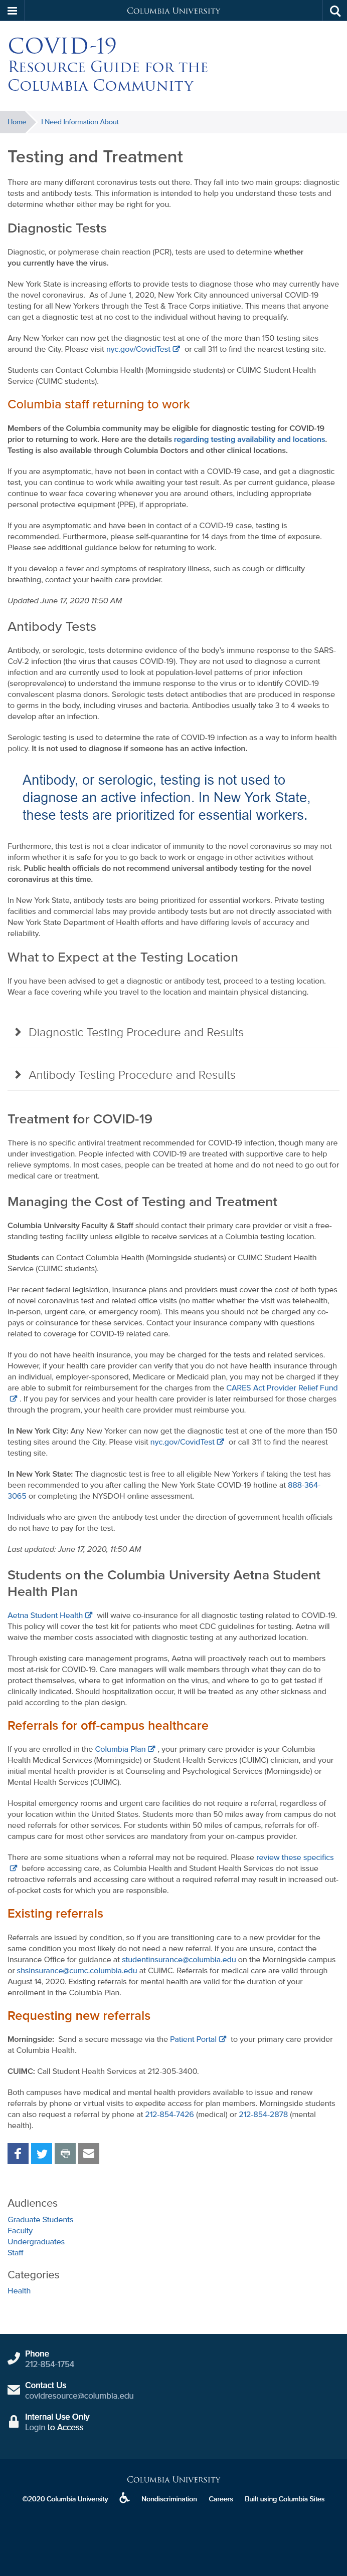 COLUMBIA UNIVERSITY
COVID-19
RESOURCE GUIDE FOR THE
COLUMBIA COMMUNITY
Home
I Need Information About
Testing and Treatment
There are many different coronavirus tests out there. They fall into two main groups: diagnostic
tests and antibody tests. This information is intended to help you understand these tests and
determine whether either may be right for you.
Diagnostic Tests
Diagnostic, or polymerase chain reaction (PCR), tests are used to determine whether
you currently have the virus.
New York State is increasing efforts to provide tests to diagnose those who may currently have
the novel coronavirus.  As of June 1, 2020, New York City announced universal COVID-19
testing for all New Yorkers through the Test & Trace Corps initiative. This means that anyone
can get a diagnostic test at no cost to the individual without having to prequalify.
Any New Yorker can now get the diagnostic test at one of the more than 150 testing sites
around the City. Please visit nyc.gov/CovidTest or call 311 to find the nearest testing site.
Students can Contact Columbia Health (Morningside students) or CUIMC Student Health
Service (CUIMC students).
Columbia staff returning to work
Members of the Columbia community may be eligible for diagnostic testing for COVID-19
prior to returning to work. Here are the details regarding testing availability and locations.
Testing is also available through Columbia Doctors and other clinical locations.
If you are asymptomatic, have not been in contact with a COVID-19 case, and get a diagnostic
test, you can continue to work while awaiting your test result. As per current guidance, please
continue to wear face covering whenever you are around others, including appropriate
personal protective equipment (PPE), if appropriate.
If you are asymptomatic and have been in contact of a COVID-19 case, testing is
recommended. Furthermore, please self-quarantine for 14 days from the time of exposure.
Please see additional guidance below for returning to work.
If you develop a fever and symptoms of respiratory illness, such as cough or difficulty
breathing, contact your health care provider.
Updated June 17, 2020 11:50 AM
Antibody Tests
Antibody, or serologic, tests determine evidence of the body's immune response to the SARS-
CoV-2 infection (the virus that causes COVID-19). They are not used to diagnose a current
infection and are currently used to look at population-level patterns of prior infection
(seroprevalence) to understand the immune response to the virus or to identify COVID-19
convalescent plasma donors. Serologic tests detect antibodies that are produced in response
to germs in the body, including viruses and bacteria. Antibodies usually take 3 to 4 weeks to
develop after an infection.
Serologic testing is used to determine the rate of COVID-19 infection as a way to inform health
policy. It is not used to diagnose if someone has an active infection.
Antibody, or serologic, testing is not used to
diagnose an active infection. In New York State,
these tests are prioritized for essential workers.
Furthermore, this test is not a clear indicator of immunity to the novel coronavirus so may not
inform whether it is safe for you to go back to work or engage in other activities without
risk. Public health officials do not recommend universal antibody testing for the novel
coronavirus at this time.
In New York State, antibody tests are being prioritized for essential workers. Private testing
facilities and commercial labs may provide antibody tests but are not directly associated with
New York State Department of Health efforts and have differing levels of accuracy and
reliability.
What to Expect at the Testing Location
If you have been advised to get a diagnostic or antibody test, proceed to a testing location.
Wear a face covering while you travel to the location and maintain physical distancing.
Diagnostic Testing Procedure and Results
Antibody Testing Procedure and Results
Treatment for COVID-19
There is no specific antiviral treatment recommended for COVID-19 infection, though many are
under investigation. People infected with COVID-19 are treated with supportive care to help
relieve symptoms. In most cases, people can be treated at home and do not need to go out for
medical care or treatment.
Managing the Cost of Testing and Treatment
Columbia University Faculty & Staff should contact their primary care provider or visit a free-
standing testing facility unless eligible to receive services at a Columbia testing location.
Students can Contact Columbia Health (Morningside students) or CUIMC Student Health
Service (CUIMC students).
Per recent federal legislation, insurance plans and providers must cover the cost of both types
of novel coronavirus test and related office visits (no matter whether the visit was telehealth,
in-person, urgent care, or emergency room). This means you should not be charged any co-
pays or coinsurance for these services. Contact your insurance company with questions
related to coverage for COVID-19 related care.
If you do not have health insurance, you may be charged for the tests and related services.
However, if your health care provider can verify that you do not have health insurance through
an individual, employer-sponsored, Medicare or Medicaid plan, you may not be charged if they
are able to submit for reimbursement for the charges from the CARES Act Provider Relief Fund
. If you pay for services and your health care provider is later reimbursed for those charges
through the program, your health care provider must reimburse you.
In New York City: Any New Yorker can now get the diagnostic test at one of the more than 150
testing sites around the City. Please visit nyc.gov/CovidTest or call 311 to find the nearest
testing site.
In New York State: The diagnostic test is free to all eligible New Yorkers if taking the test has
been recommended to you after calling the New York State COVID-19 hotline at 888-364-
3065 or completing the NYSDOH online assessment.
Individuals who are given the antibody test under the direction of government health officials
do not have to pay for the test.
Last updated: June 17, 2020, 11:50 AM
Students on the Columbia University Aetna Student
Health Plan
Aetna Student Health will waive co-insurance for all diagnostic testing related to COVID-19.
This policy will cover the test kit for patients who meet CDC guidelines for testing. Aetna will
waive the member costs associated with diagnostic testing at any authorized location.
Through existing care management programs, Aetna will proactively reach out to members
most at-risk for COVID-19. Care managers will walk members through what they can do to
protect themselves, where to get information on the virus, and where to go to get tested if
clinically indicated. Should hospitalization occur, it will be treated as any other sickness and
paid according to the plan design.
Referrals for off-campus healthcare
If you are enrolled in the Columbia Plan , your primary care provider is your Columbia
Health Medical Services (Morningside) or Student Health Services (CUIMC) clinician, and your
initial mental health provider is at Counseling and Psychological Services (Morningside) or
Mental Health Services (CUIMC).
Hospital emergency rooms and urgent care facilities do not require a referral, regardless of
your location within the United States. Students more than 50 miles away from campus do not
need referrals for other services. For students within 50 miles of campus, referrals for off-
campus care for most other services are mandatory from your on-campus provider.
There are some situations when a referral may not be required. Please review these specifics
before accessing care, as Columbia Health and Student Health Services do not issue
retroactive referrals and accessing care without a required referral may result in increased out-
of-pocket costs for which you are responsible.
Existing referrals
Referrals are issued by condition, so if you are transitioning care to a new provider for the
same condition you most likely do not need a new referral. If you are unsure, contact the
Insurance Office for guidance at studentinsurance@columbia.edu on the Morningside campus
or shsinsurance@cumc.columbia.edu at CUIMC. Referrals for medical care are valid through
August 14, 2020. Existing referrals for mental health are valid for the duration of your
enrollment in the Columbia Plan.
Requesting new referrals
Morningside:  Send a secure message via the Patient Portal to your primary care provider
at Columbia Health.
CUIMC: Call Student Health Services at 212-305-3400.
Both campuses have medical and mental health providers available to issue and renew
referrals by phone or virtual visits to expedite access for plan members. Morningside students
can also request a referral by phone at 212-854-7426 (medical) or 212-854-2878 (mental
health).
Audiences
Graduate Students
Faculty
Undergraduates
Staff
Categories
Health
Phone
212-854-1754
Contact Us
covidresource@columbia.edu
Internal Use Only
Login to Access
COLUMBIA UNIVERSITY
©2020 Columbia University
Nondiscrimination
Careers
Built using Columbia Sites